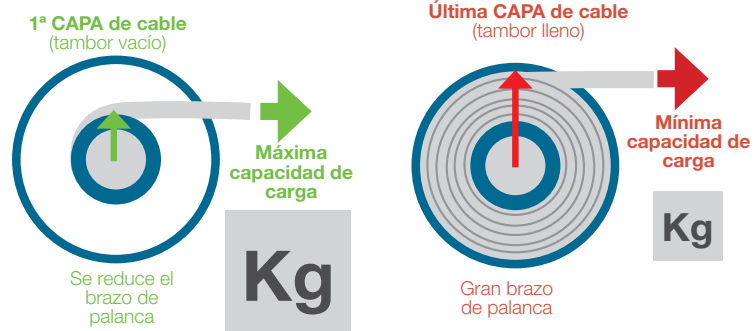 1ª CAPA de cable
(tambor vacío)
Máxima
capacidad de
carga
Kg
Se reduce el
brazo de
palanca
Última CAPA de cable
(tambor lleno)
Mínima
capacidad de
carga
Kg
Gran brazo
de palanca